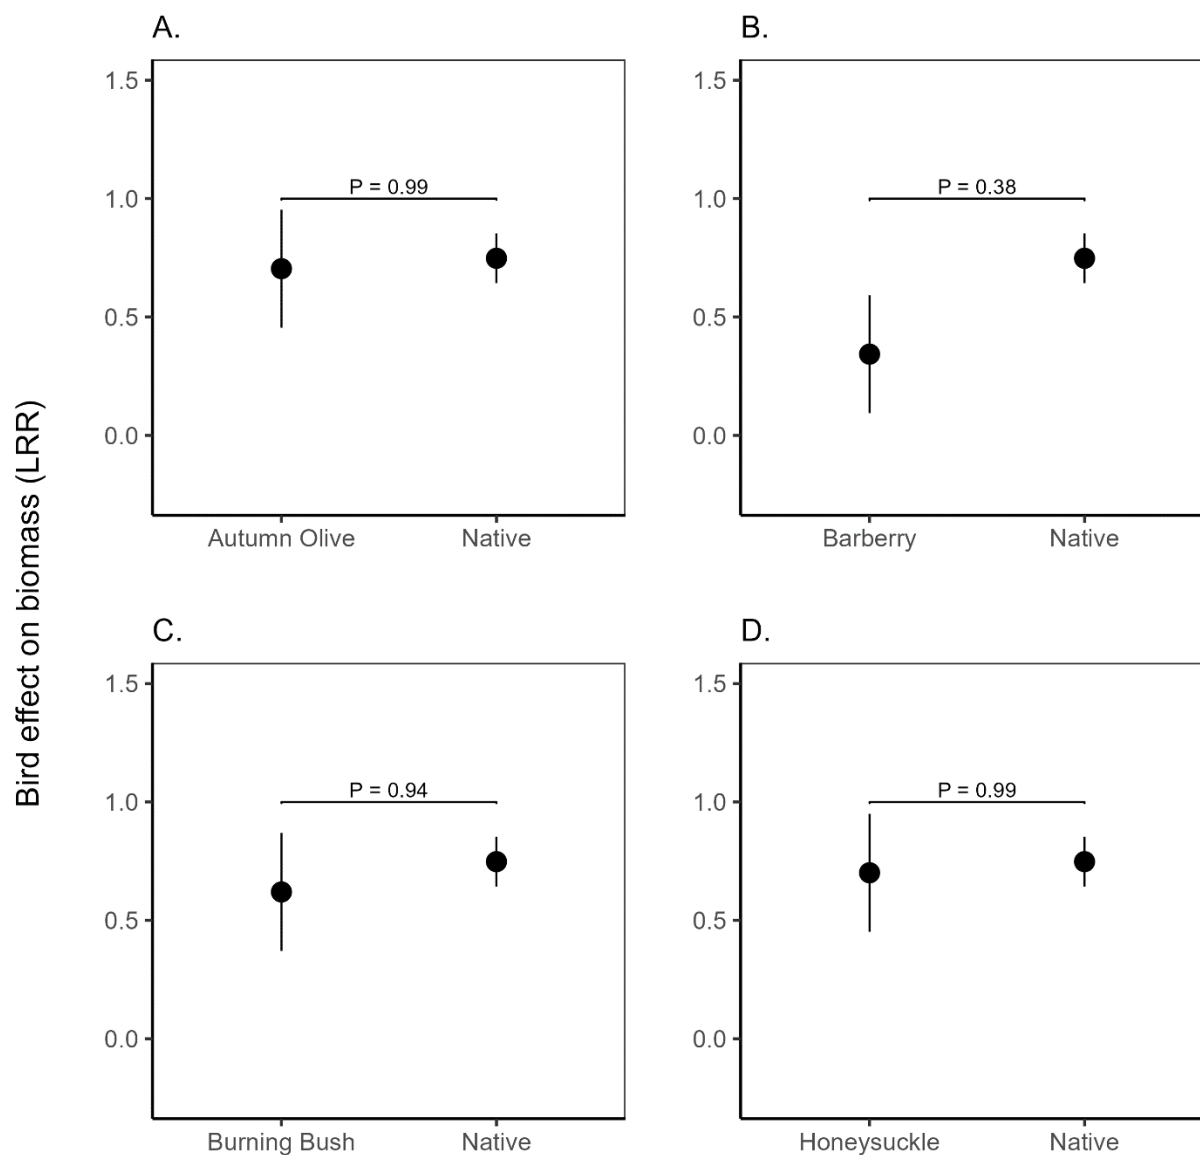 A.
B.
Bird effect on biomass (LRR)
1.5
1.0
0.5
0.0
P = 0.99
Autumn Olive
Native
1.5
1.0
0.5
0.0
P = 0.38
Barberry
Native
C.
D.
1.5
1.0
0.5
0.0
P = 0.94
Burning Bush
Native
1.5
1.0
0.5
0.0
P = 0.99
Honeysuckle
Native